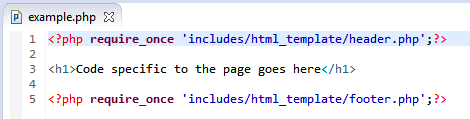 example.php
1 <?php require_once 'includes/html_template/header.php';?>
2
3 <h1>Code specific to the page goes here</h1>
4
5 <?php require_once 'includes/html_template/footer.php';?>